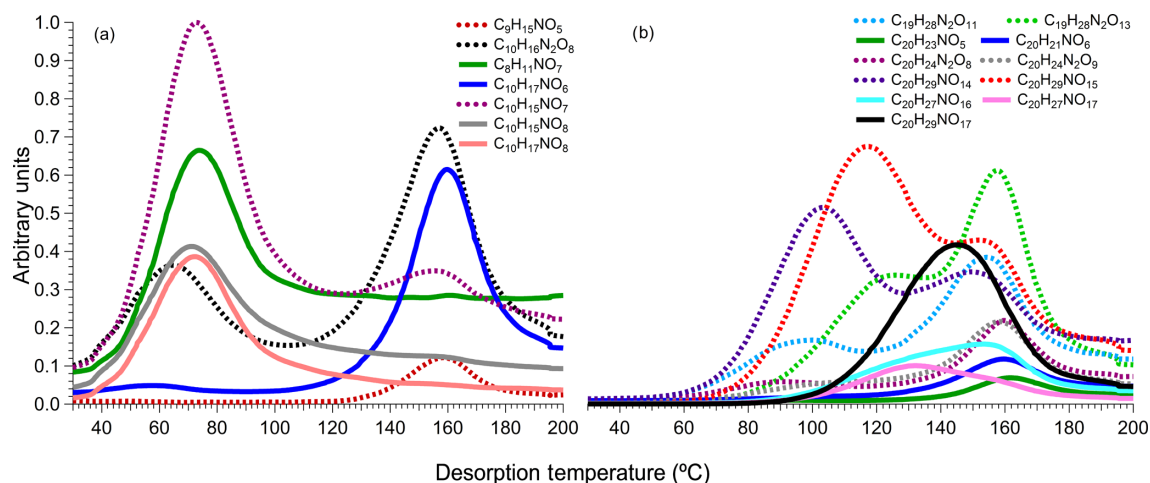 (a)
C₉H₁₅NO₅
C₁₀H₁₆N₂O₈
C₈H₁₁NO₇
C₁₀H₁₇NO₆
C₁₀H₁₅NO₇
C₁₀H₁₅NO₈
C₁₀H₁₇NO₈
1.0
0.9
0.8
0.7
0.6
0.5
0.4
0.3
0.2
0.1
0.0
Arbitrary units
40 60 80 100 120 140 160 180 200
(b)
C₁₉H₂₈N₂O₁₁ C₁₉H₂₈N₂O₁₃
C₂₀H₂₃NO₅ C₂₀H₂₁NO₆
C₂₀H₂₄N₂O₈ C₂₀H₂₄N₂O₉
C₂₀H₂₉NO₁₄ C₂₀H₂₉NO₁₅
C₂₀H₂₇NO₁₆ C₂₀H₂₇NO₁₇
C₂₀H₂₉NO₁₇
40 60 80 100 120 140 160 180 200
Desorption temperature (ºC)